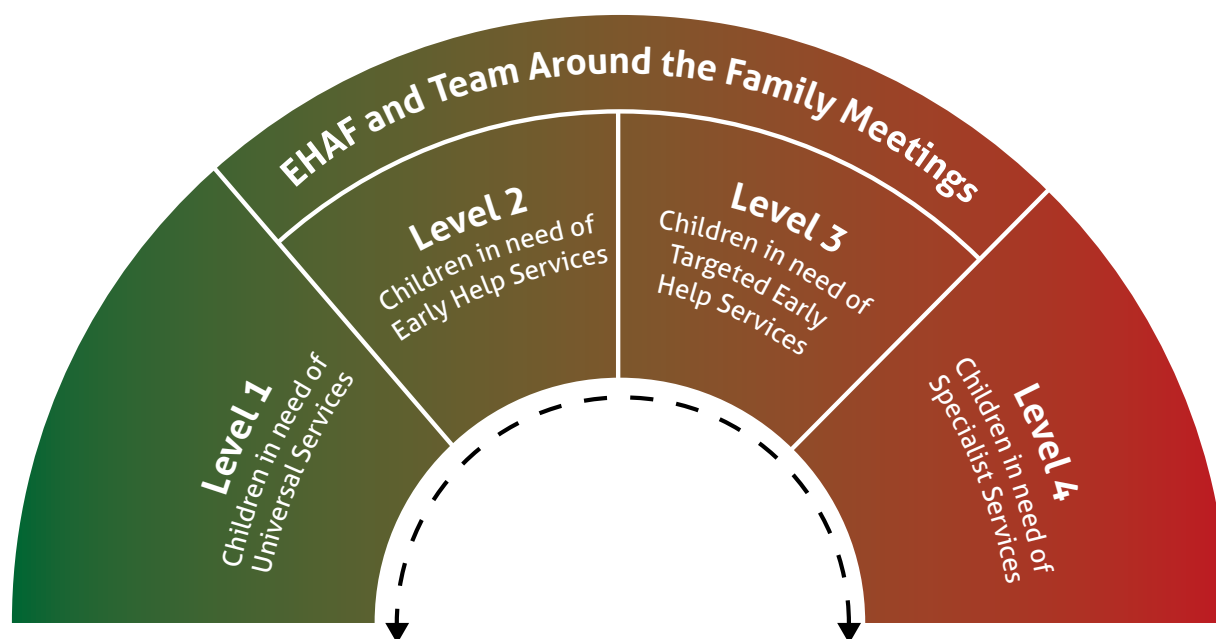 EHAF and Team Around the Family Meetings
Level 1
Children in need of
Universal Services
Level 2
Children in need of
Early Help Services
Level 3
Children in need of
Targeted Early
Help Services
Level 4
Children in need of
Specialist Services